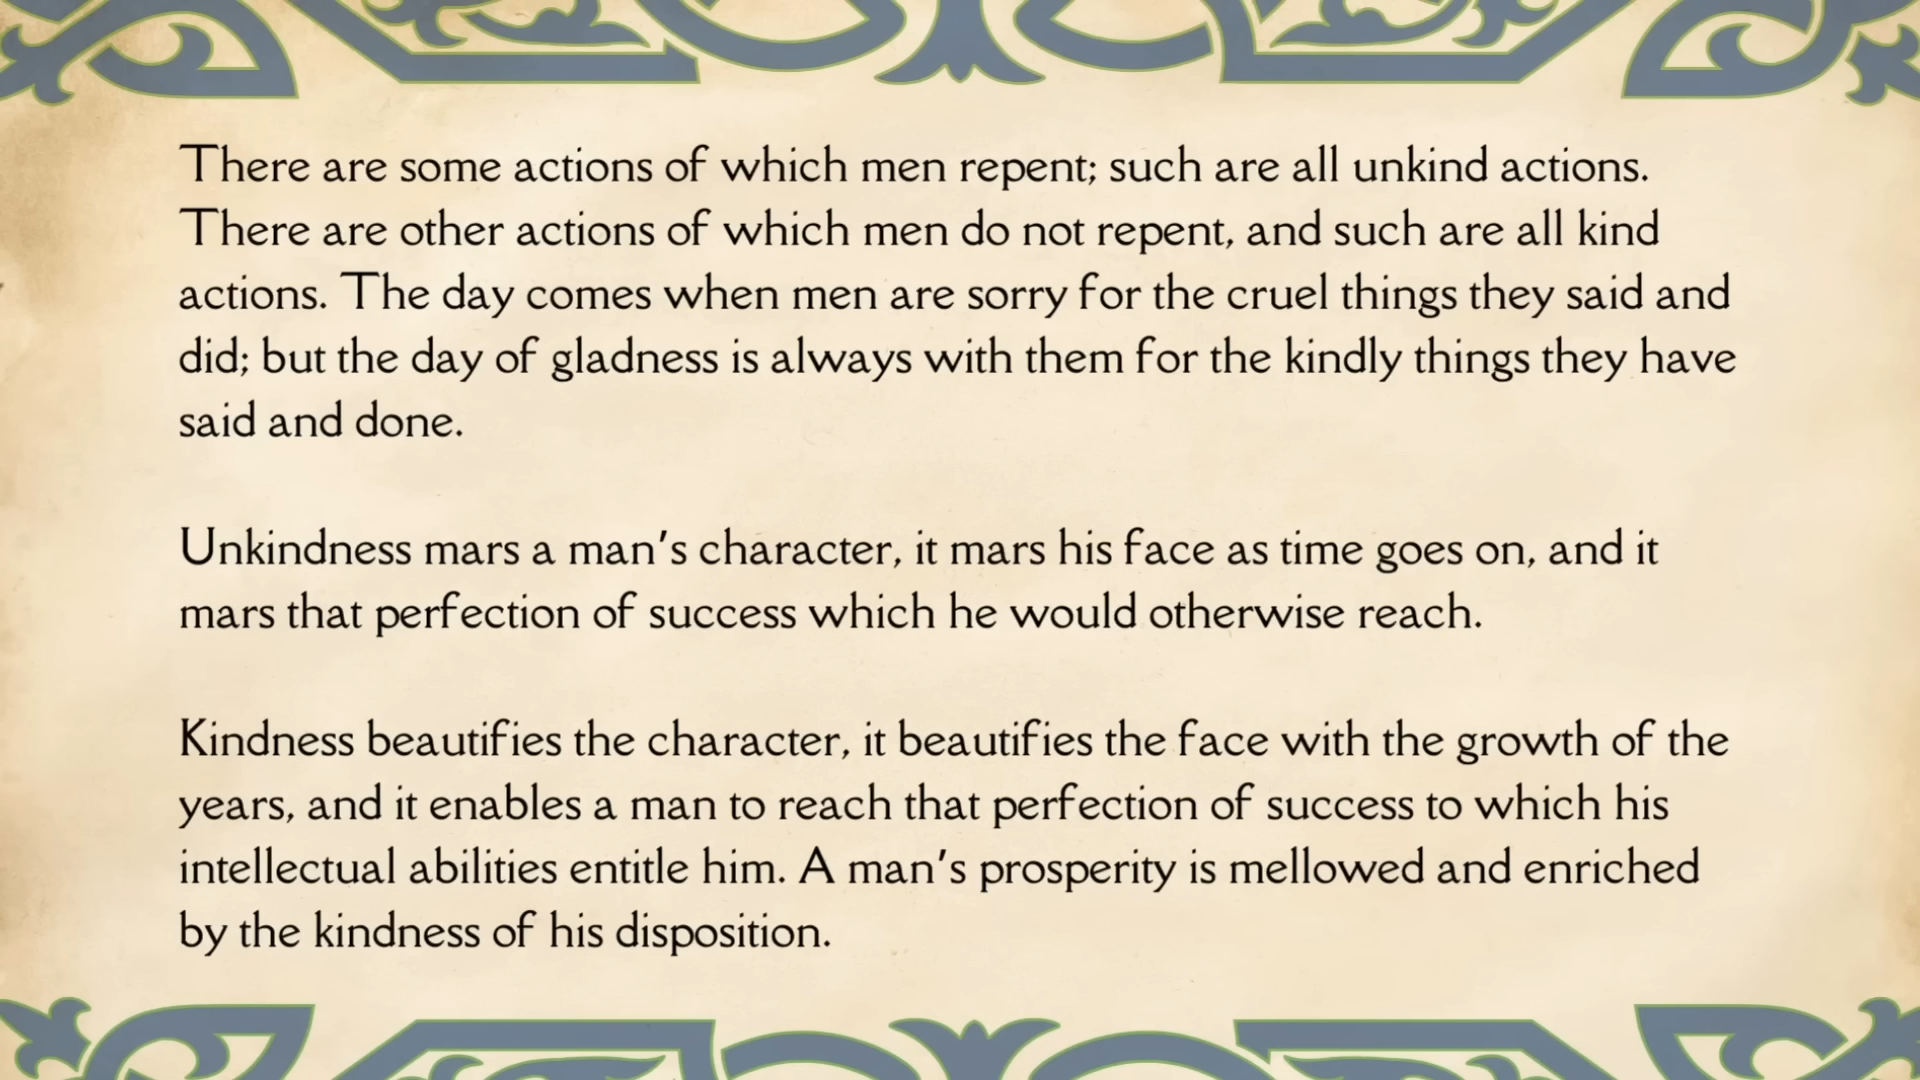 There are some actions of which men repent; such are all unkind actions.
There are other actions of which men do not repent, and such are all kind
actions. The day comes when men are sorry for the cruel things they said and
did; but the day of gladness is always with them for the kindly things they have
said and done.
Unkindness mars a man's character, it mars his face as time goes on, and it
mars that perfection of success which he would otherwise reach.
Kindness beautifies the character, it beautifies the face with the growth of the
years, and it enables a man to reach that perfection of success to which his
intellectual abilities entitle him. A man's prosperity is mellowed and enriched
by the kindness of his disposition.